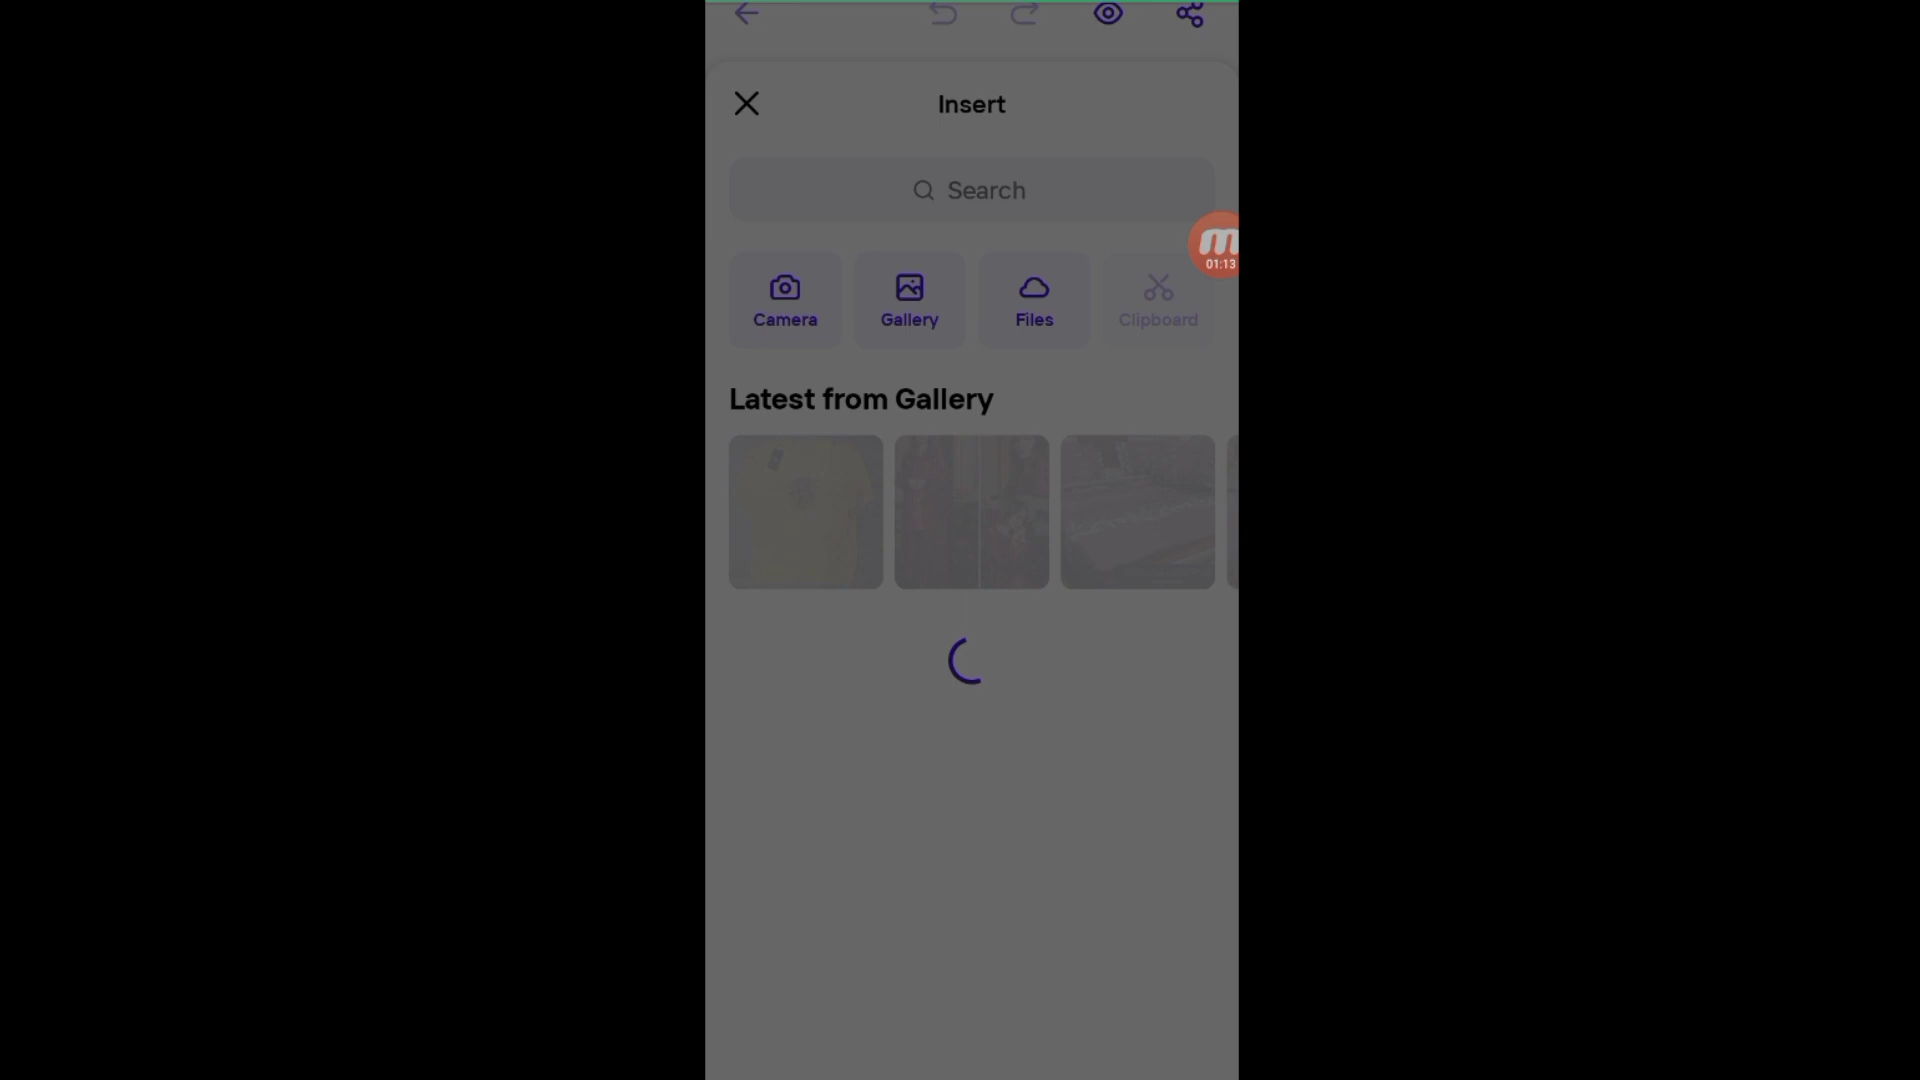 Insert
Search
m
01:13
Camera
Gallery
Files
Clipboard
Latest from Gallery